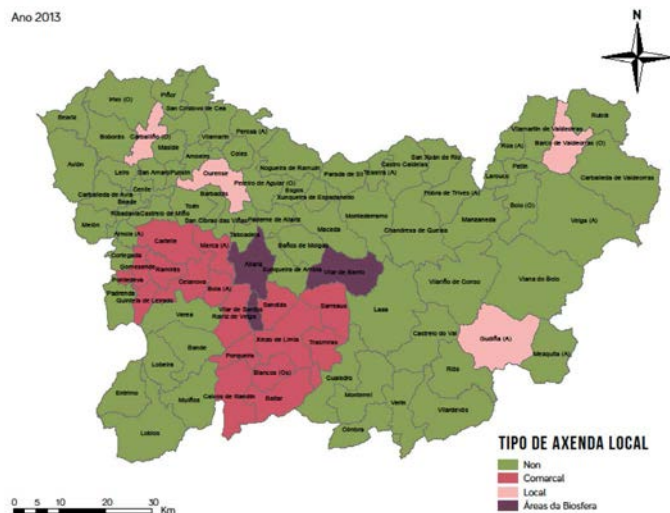 Ano 2013
N
Piñor
Irixo (O)
San Cristovo de Cea
Beariz
Boborás
Carballiño (O)
Vilamarín
Peroxa (A)
Maside
Coles
Avión
Amoeiro
Leiro
San Amaro
Punxín
Ourense
Nogueira de Ramuín
Parada de Sil
Teixeira (A)
Castro Caldelas
San Xoán de Río
Pereiro de Aguiar (O)
Esgos
Xunqueira de Espadanedo
Carballeda de Avia
Cenlle
Beade
Barbadás
Toén
Ribadavia
Castrelo de Miño
San Cibrao das Viñas
Paderne de Allariz
Melón
Arnoia (A)
Cartelle
Merca (A)
Taboadela
Maceda
Montederramo
Chandrexa de Queixa
Pobra de Trives (A)
Manzaneda
Larouco
Petín
Rúa (A)
Vilamartín de Valdeorras
Rubiá
Barco de Valdeorras (O)
Carballeda de Valdeorras
Bolo (O)
Veiga (A)
Cortegada
Gomesende
Ramirás
Pontedeva
Celanova
Padrenda
Quintela de Leirado
Bola (A)
Allariz
Baños de Molgas
Xunqueira de Ambía
Vilar de Barrio
Vilariño de Conso
Viana do Bolo
Verea
Vilar de Santos
Rairiz de Veiga
Sandiás
Sarreaus
Laza
Bande
Xinzo de Limia
Trasmiras
Castrelo do Val
Gudiña (A)
Mezquita (A)
Lobeira
Porqueira
Entrimo
Muíños
Blancos (Os)
Cualedro
Riós
Calvos de Randín
Baltar
Monterrei
Verín
Vilardevós
Lobios
Oímbra
TIPO DE AXENDA LOCAL
Non
Comarcal
Local
Áreas da Biosfera
0 5 10 20 30
Km